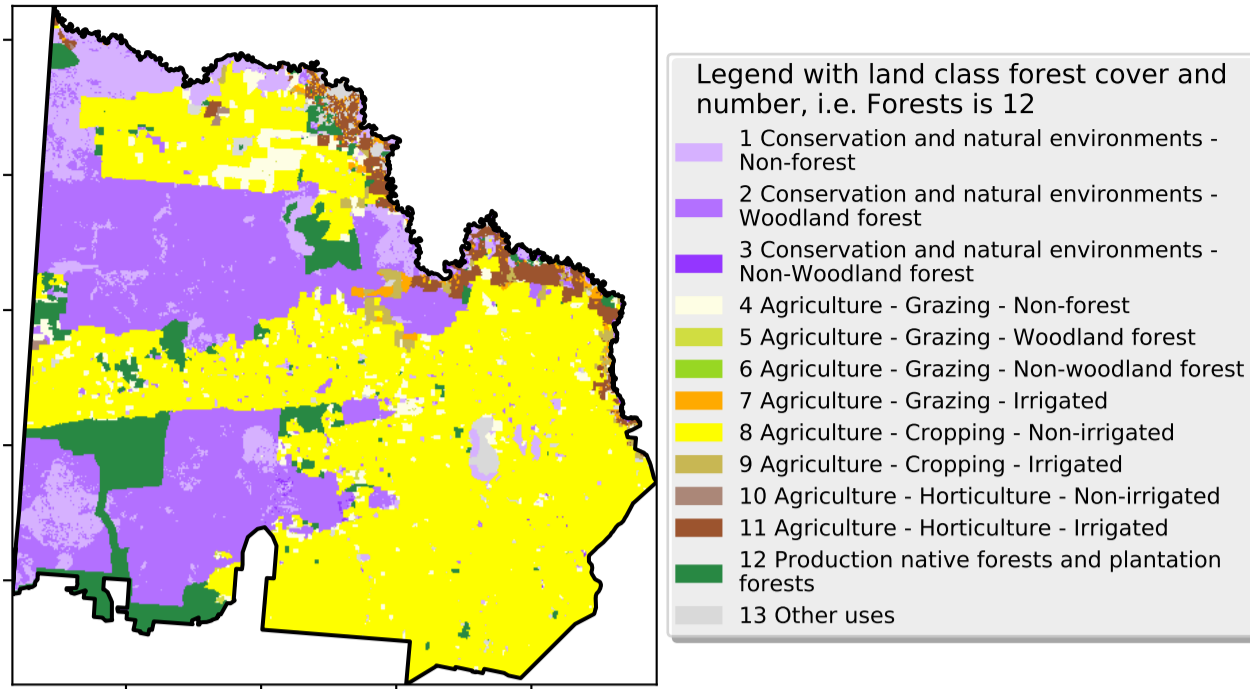 Legend with land class forest cover and
number, i.e. Forests is 12
1 Conservation and natural environments -
Non-forest
2 Conservation and natural environments -
Woodland forest
3 Conservation and natural environments -
Non-Woodland forest
4 Agriculture - Grazing - Non-forest
5 Agriculture - Grazing - Woodland forest
6 Agriculture - Grazing - Non-woodland forest
7 Agriculture - Grazing - Irrigated
8 Agriculture - Cropping - Non-irrigated
9 Agriculture - Cropping - Irrigated
10 Agriculture - Horticulture - Non-irrigated
11 Agriculture - Horticulture - Irrigated
12 Production native forests and plantation
forests
13 Other uses